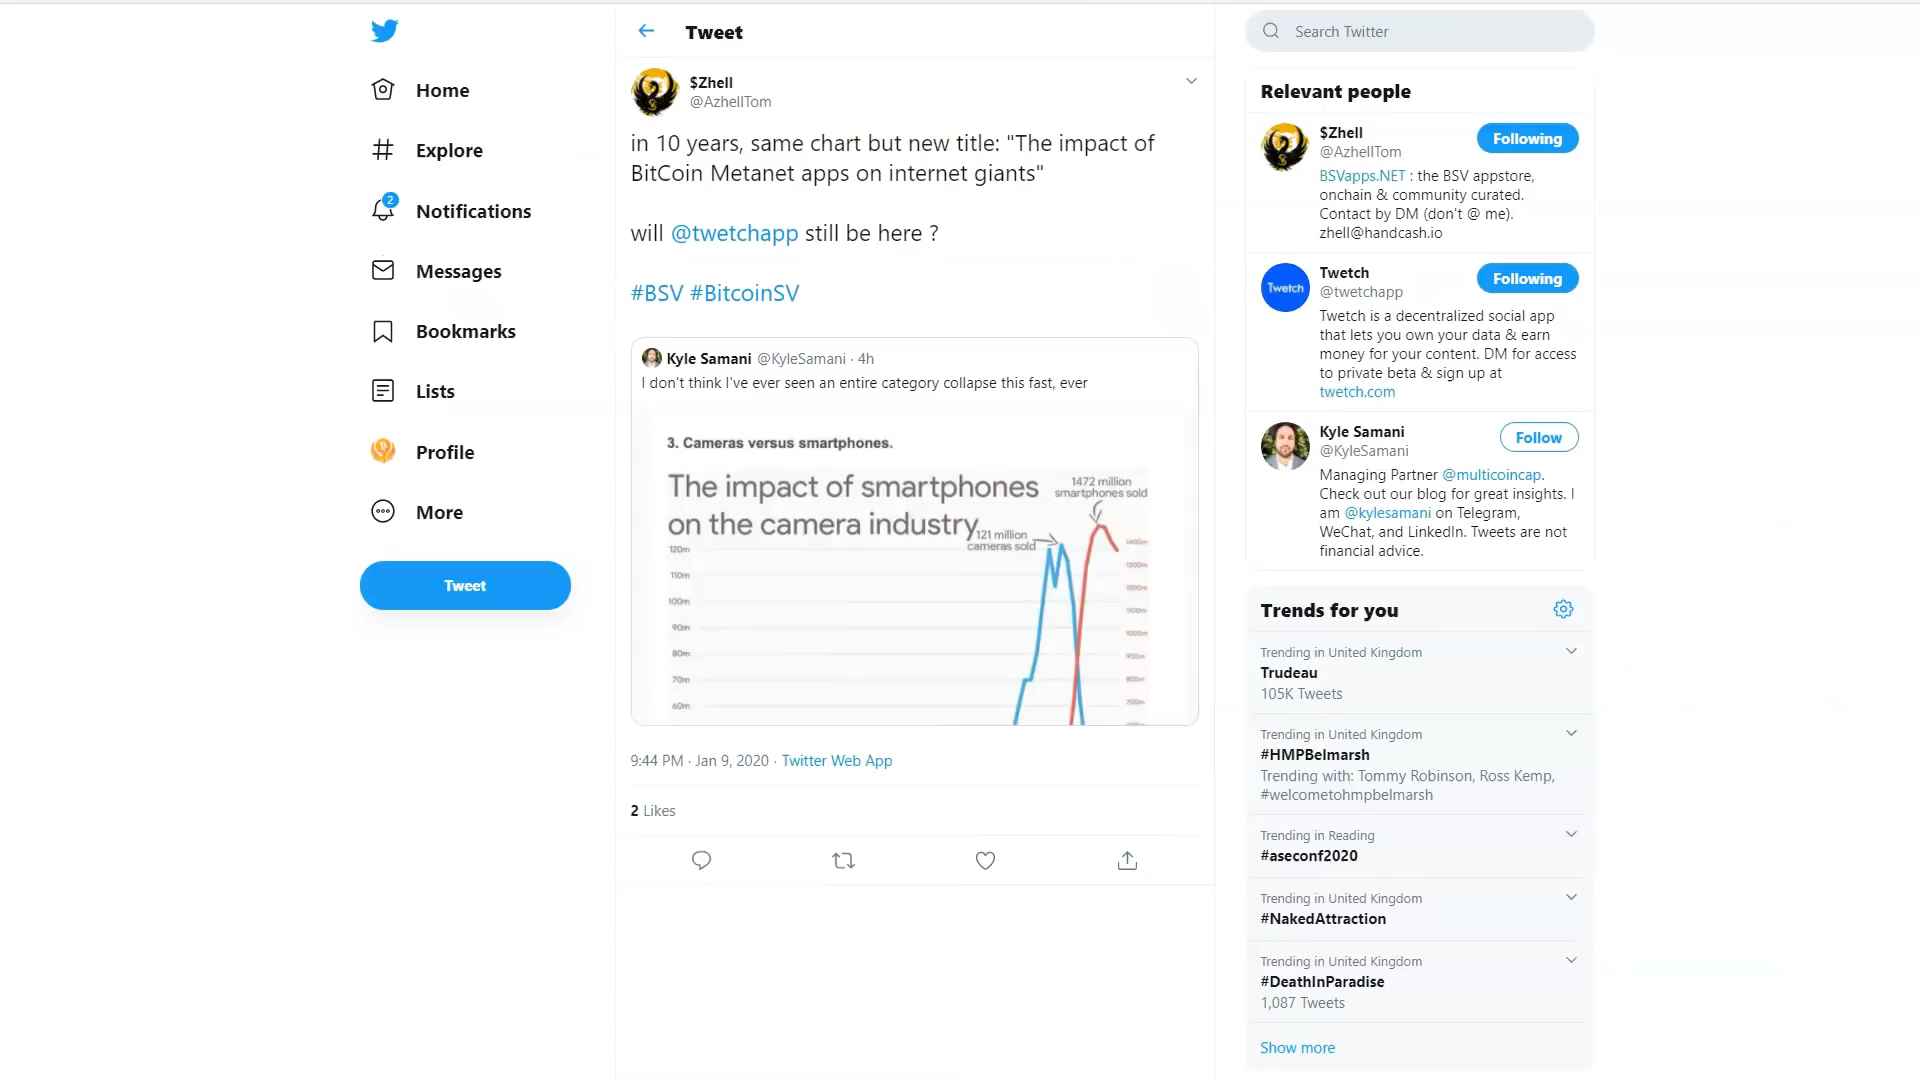 Home
Explore
2
Notifications
Messages
Bookmarks
Lists
Profile
More
Tweet
Tweet
$Zhell
@AzhellTom
in 10 years, same chart but new title: "The impact of
BitCoin Metanet apps on internet giants"
will @twetchapp still be here ?
#BSV #BitcoinSV
Kyle Samani @KyleSamani · 4h
I don't think I've ever seen an entire category collapse this fast, ever
3. Cameras versus smartphones.
The impact of smartphones
on the camera industry
1472 million
smartphones sold
121 million
cameras sold
120m
110m
100m
90m
80m
70m
60m
1400m
1300m
1200m
1100m
1000m
900m
800m
700m
9:44 PM · Jan 9, 2020 · Twitter Web App
2 Likes
Search Twitter
Relevant people
$Zhell
@AzhellTom
Following
BSVapps.NET : the BSV appstore,
onchain & community curated.
Contact by DM (don't @ me).
zhell@handcash.io
Twetch
Twetch
@twetchapp
Following
Twetch is a decentralized social app
that lets you own your data & earn
money for your content. DM for access
to private beta & sign up at
twetch.com
Kyle Samani
@KyleSamani
Follow
Managing Partner @multicoincap.
Check out our blog for great insights. I
am @kylesamani on Telegram,
WeChat, and LinkedIn. Tweets are not
financial advice.
Trends for you
Trending in United Kingdom
Trudeau
105K Tweets
Trending in United Kingdom
#HMPBelmarsh
Trending with: Tommy Robinson, Ross Kemp,
#welcometohmpbelmarsh
Trending in Reading
#aseconf2020
Trending in United Kingdom
#NakedAttraction
Trending in United Kingdom
#DeathInParadise
1,087 Tweets
Show more